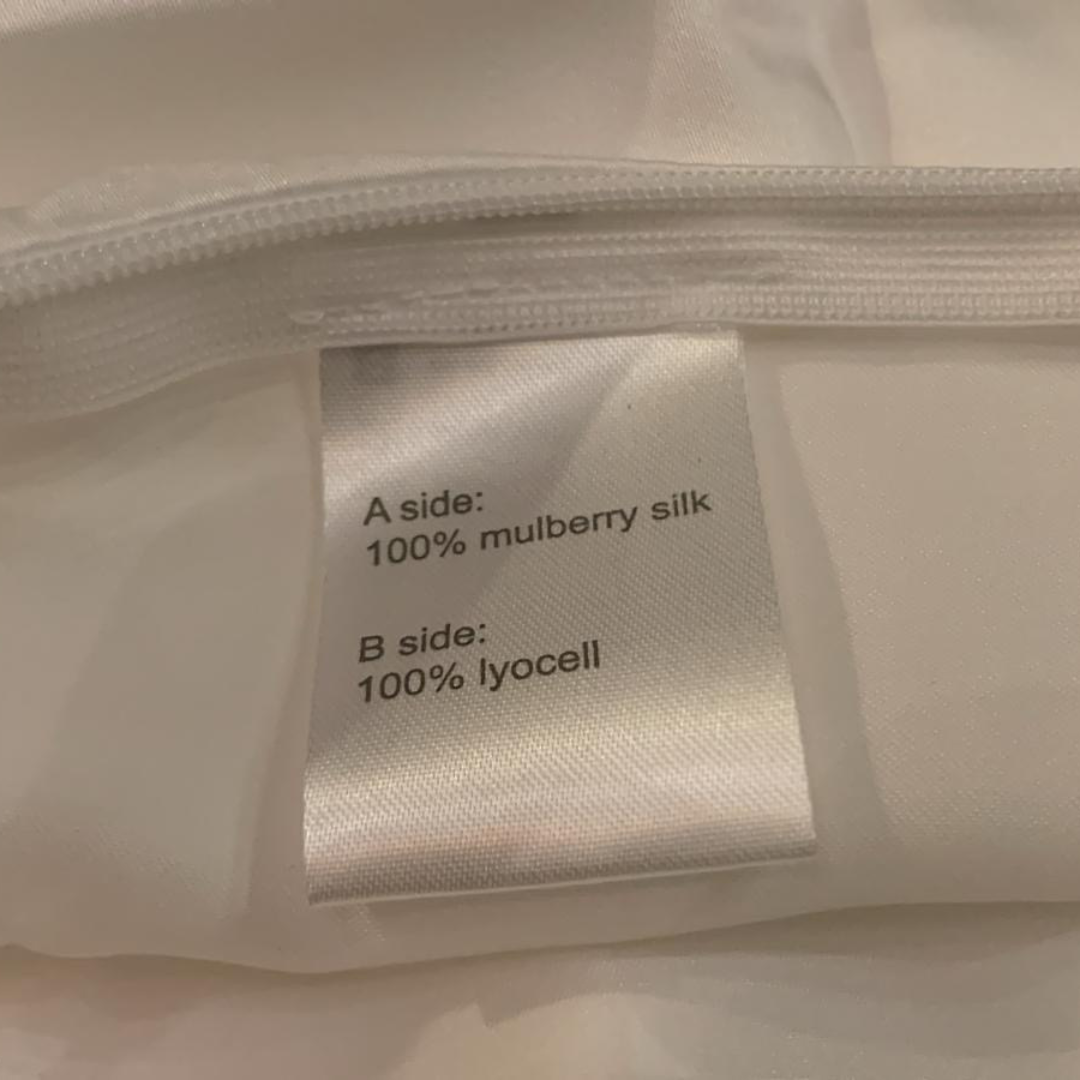 A side:
100% mulberry silk
B side:
100% lyocell